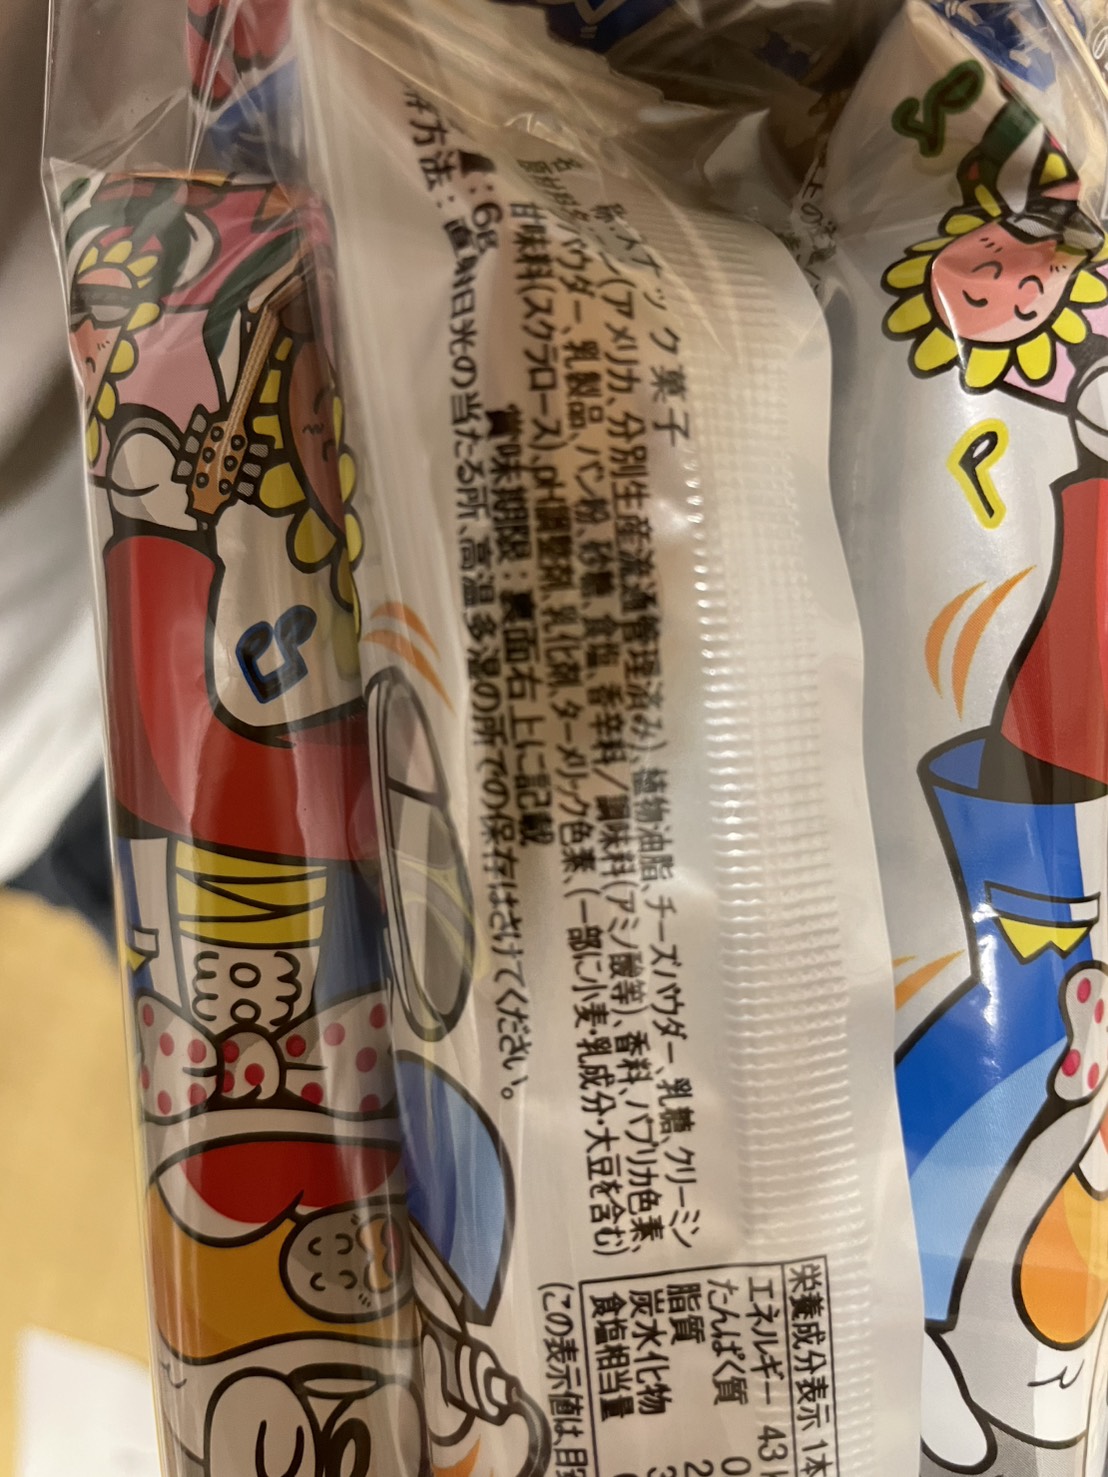 名 称:スナック菓子
原材料名:コーン(アメリカ、分別生産流通管理済み)、植物油脂、チーズパウダー、乳糖、クリーミン
パウダー、乳製品、パン粉、砂糖、食塩、香辛料/調味料(アミノ酸等)、香料、パプリカ色素、
甘味料(スクラロース)、pH調整剤、乳化剤、ターメリック色素、(一部に小麦・乳成分・大豆を含む)
:6g 賞味期限:裏面右上に記載
存方法:直射日光の当たる所、高温多湿の所での保存はさけてください。
栄養成分表示 1本
エネルギー 43
たんぱく質 0
脂質 2
炭水化物 3
食塩相当量
(この表示値は、目